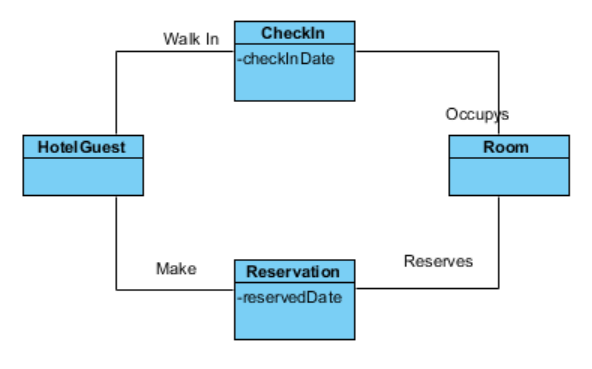 Walk In
CheckIn
-checkInDate
Occupys
HotelGuest
Room
Make
Reservation
-reservedDate
Reserves